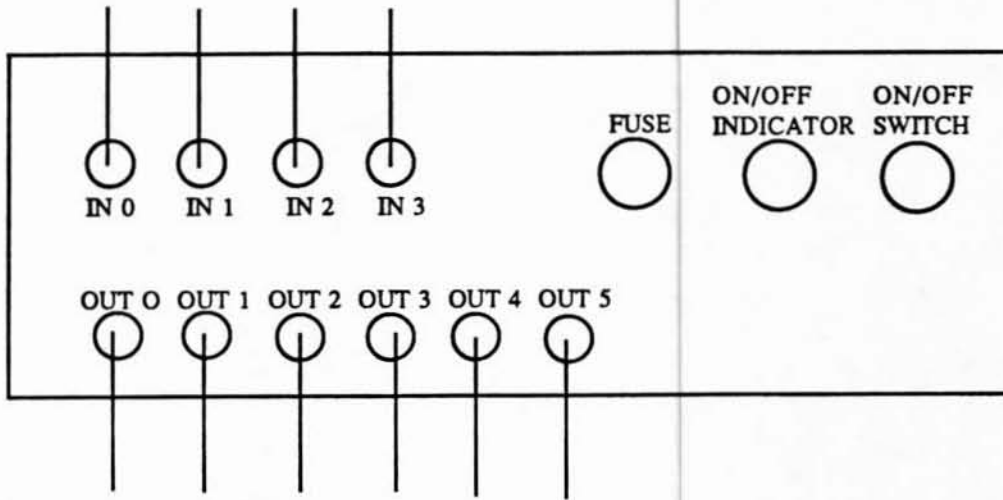 ON/OFF ON/OFF
FUSE INDICATOR SWITCH
IN 0 IN 1 IN 2 IN 3
OUT O OUT 1 OUT 2 OUT 3 OUT 4 OUT 5